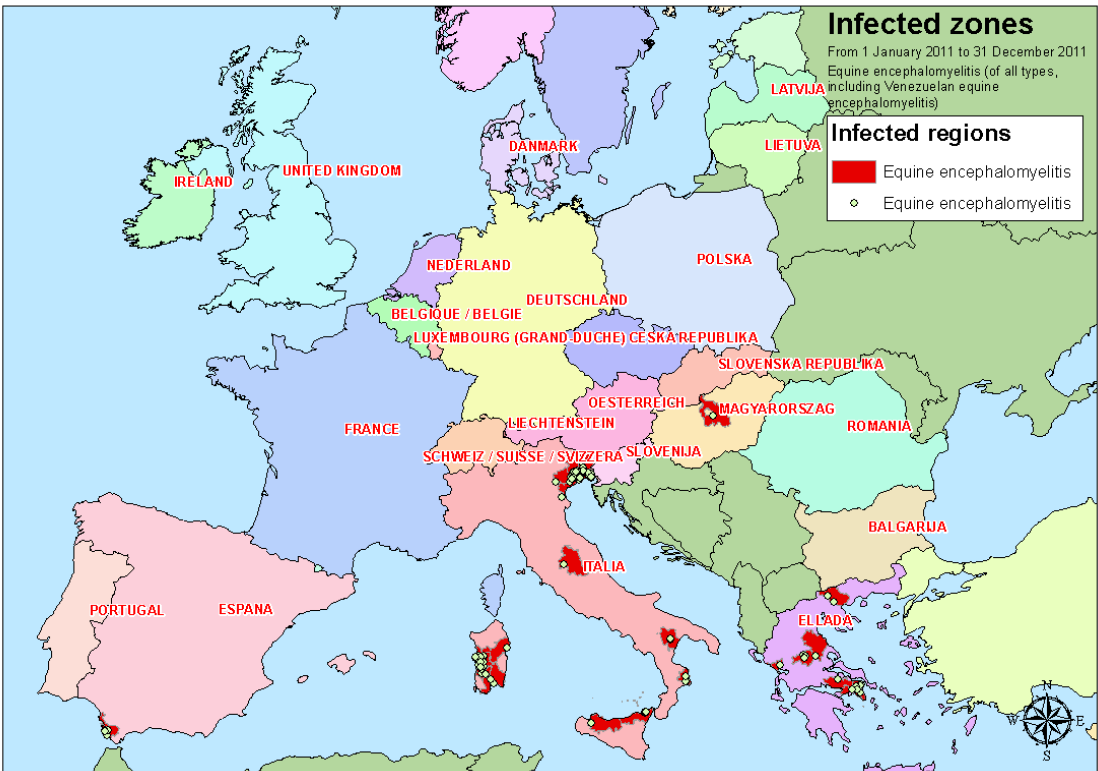 Infected zones
From 1 January 2011 to 31 December 2011
Equine encephalomyelitis (of all types,
including Venezuelan equine
encephalomyelitis)
Infected regions
Equine encephalomyelitis
Equine encephalomyelitis
LATVIJA
LIETUVA
DANMARK
UNITED KINGDOM
IRELAND
POLSKA
NEDERLAND
DEUTSCHLAND
BELGIQUE / BELGIE
LUXEMBOURG (GRAND-DUCHE)
CESKA REPUBLIKA
SLOVENSKA REPUBLIKA
OESTERREICH
MAGYARORSZAG
LIECHTENSTEIN
FRANCE
ROMANIA
SCHWEIZ / SUISSE / SVIZZERA
SLOVENIJA
BALGARIJA
ITALIA
PORTUGAL
ESPANA
ELLADA
N
W
E
S